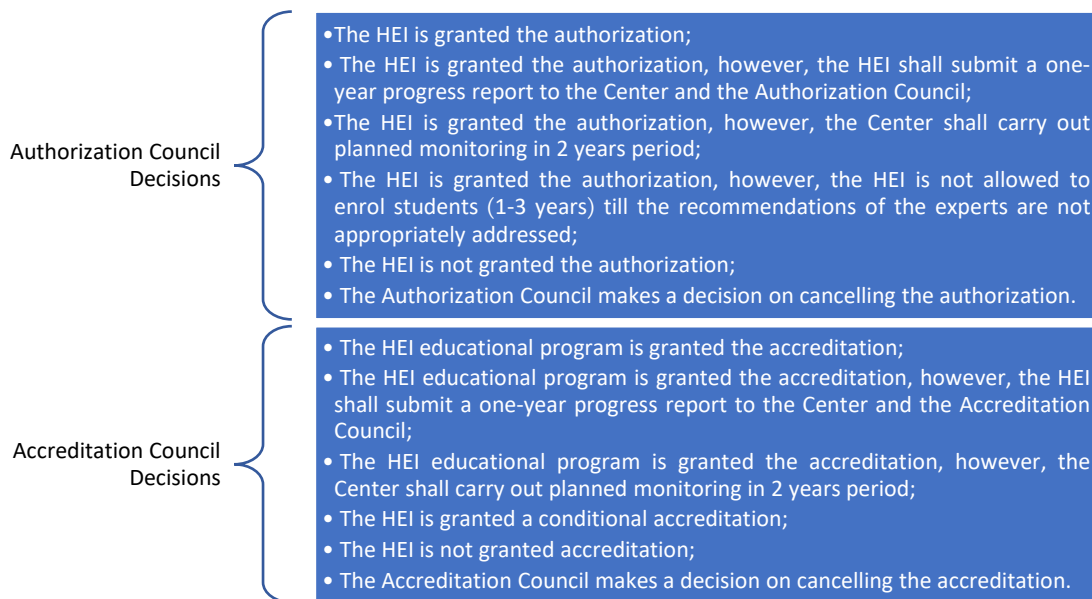 Authorization Council
Decisions
•The HEI is granted the authorization;
• The HEI is granted the authorization, however, the HEI shall submit a one-
year progress report to the Center and the Authorization Council;
•The HEI is granted the authorization, however, the Center shall carry out
planned monitoring in 2 years period;
• The HEI is granted the authorization, however, the HEI is not allowed to
enrol students (1-3 years) till the recommendations of the experts are not
appropriately addressed;
• The HEI is not granted the authorization;
• The Authorization Council makes a decision on cancelling the authorization.
Accreditation Council
Decisions
• The HEI educational program is granted the accreditation;
• The HEI educational program is granted the accreditation, however, the HEI
shall submit a one-year progress report to the Center and the Accreditation
Council;
• The HEI educational program is granted the accreditation, however, the
Center shall carry out planned monitoring in 2 years period;
• The HEI is granted a conditional accreditation;
• The HEI is not granted accreditation;
• The Accreditation Council makes a decision on cancelling the accreditation.